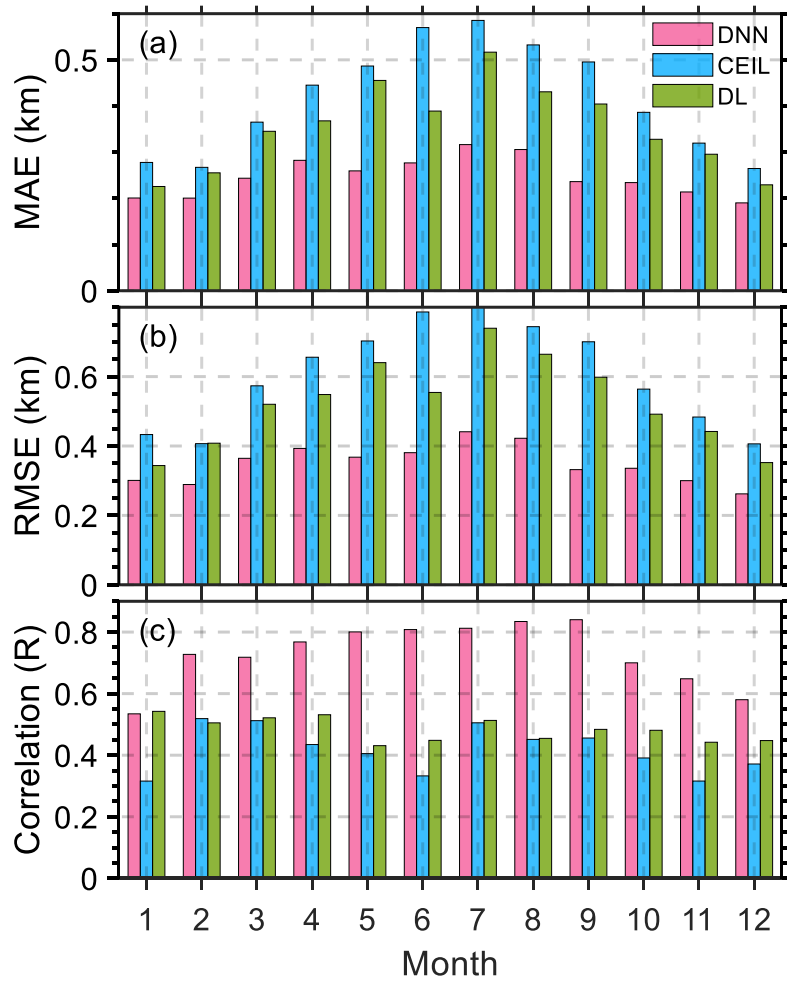 (a)
DNN
CEIL
DL
MAE (km)
0.5
0
(b)
RMSE (km)
0.6
0.4
0.2
0
(c)
Correlation (R)
0.8
0.6
0.4
0.2
0
1 2 3 4 5 6 7 8 9 10 11 12
Month